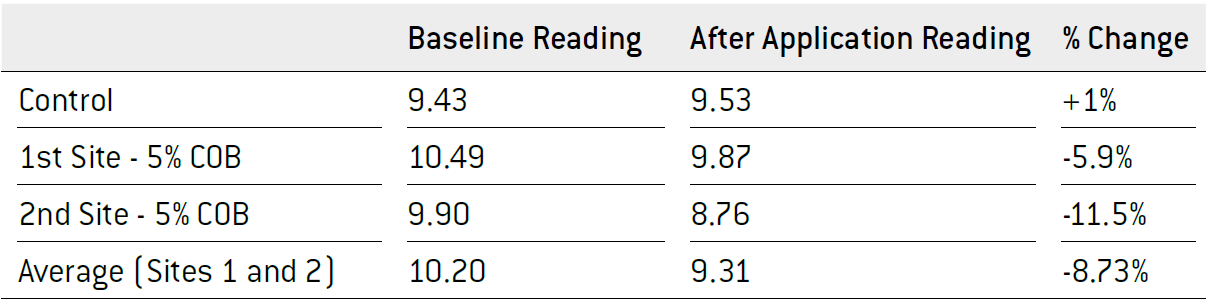 Baseline Reading After Application Reading % Change
Control 9.43 9.53 +1%
1st Site - 5% COB 10.49 9.87 -5.9%
2nd Site - 5% COB 9.90 8.76 -11.5%
Average (Sites 1 and 2) 10.20 9.31 -8.73%